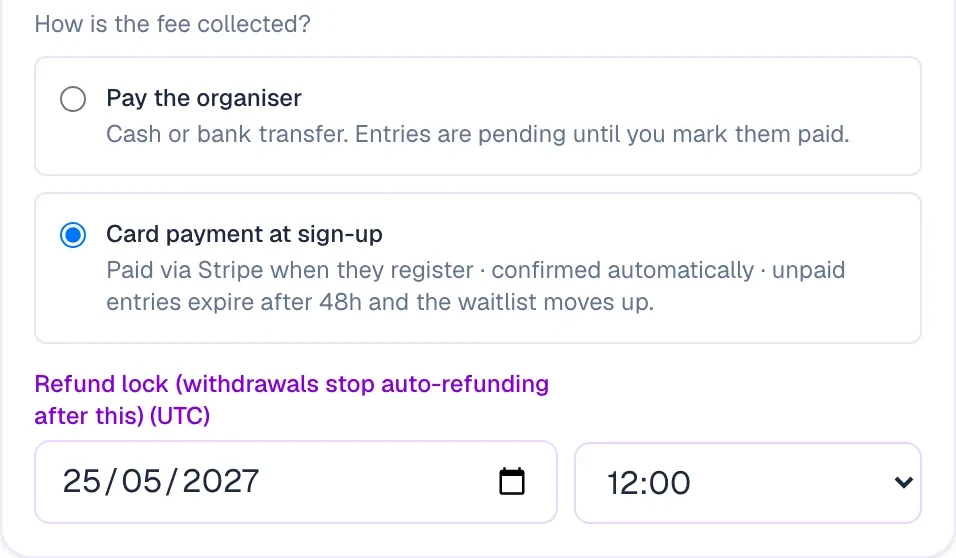 How is the fee collected?
Pay the organiser
Cash or bank transfer. Entries are pending until you mark them paid.
Card payment at sign-up
Paid via Stripe when they register · confirmed automatically · unpaid
entries expire after 48h and the waitlist moves up.
Refund lock (withdrawals stop auto-refunding
after this) (UTC)
25/05/2027
12:00